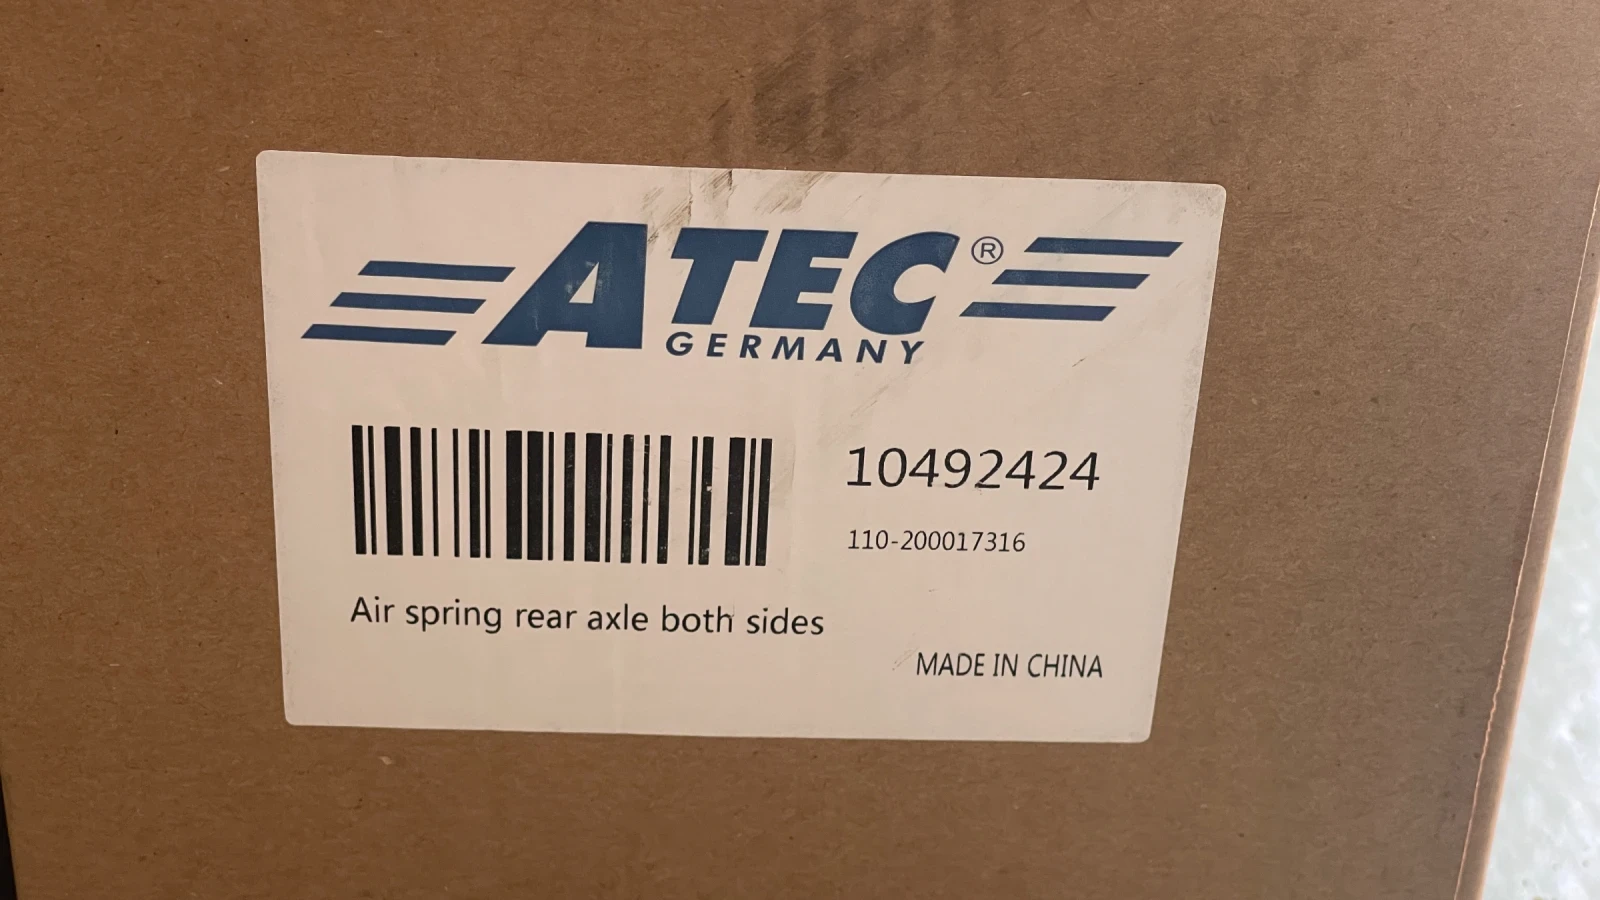 ATEC®
GERMANY
10492424
110-200017316
Air spring rear axle both sides
MADE IN CHINA